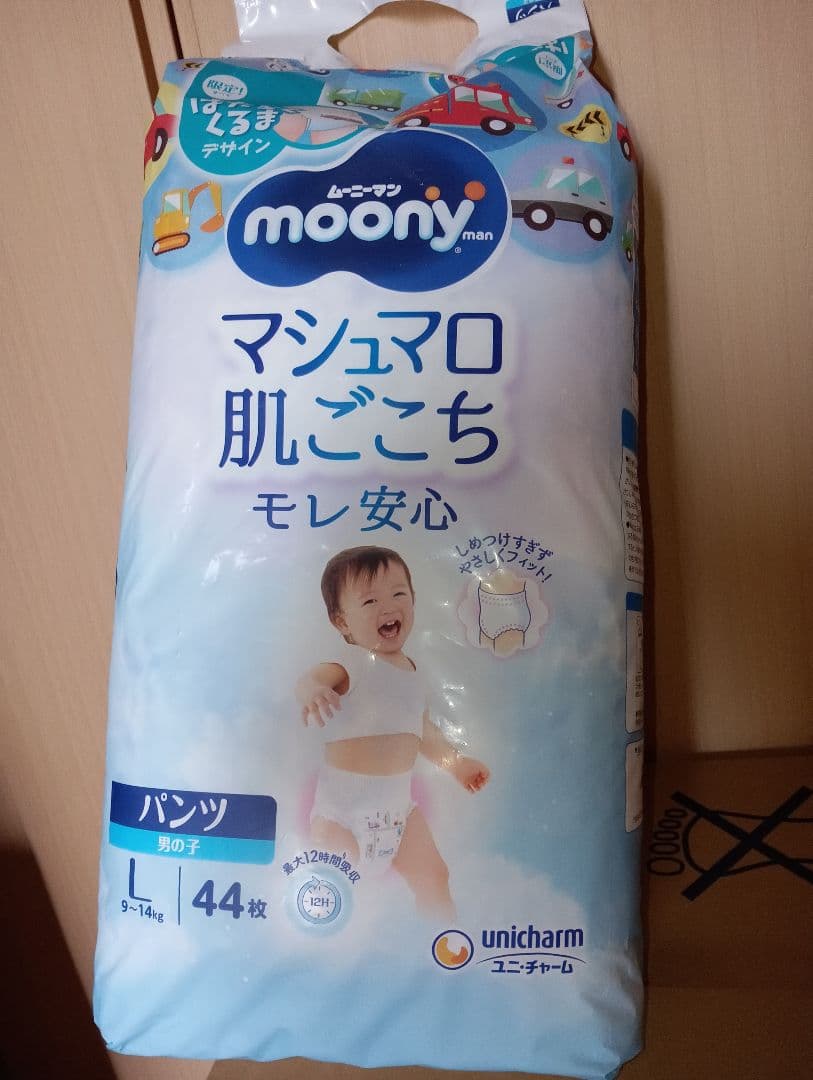 パンツ
限定!
くるま
デザイン
ムーニーマン
moony
man
マシュマロ
肌ごこち
モレ安心
しめつけすぎず
やさしくフィット!
パンツ
男の子
L
9~14kg
44枚
最大12時間吸収
12H
unicharm
ユニ・チャーム